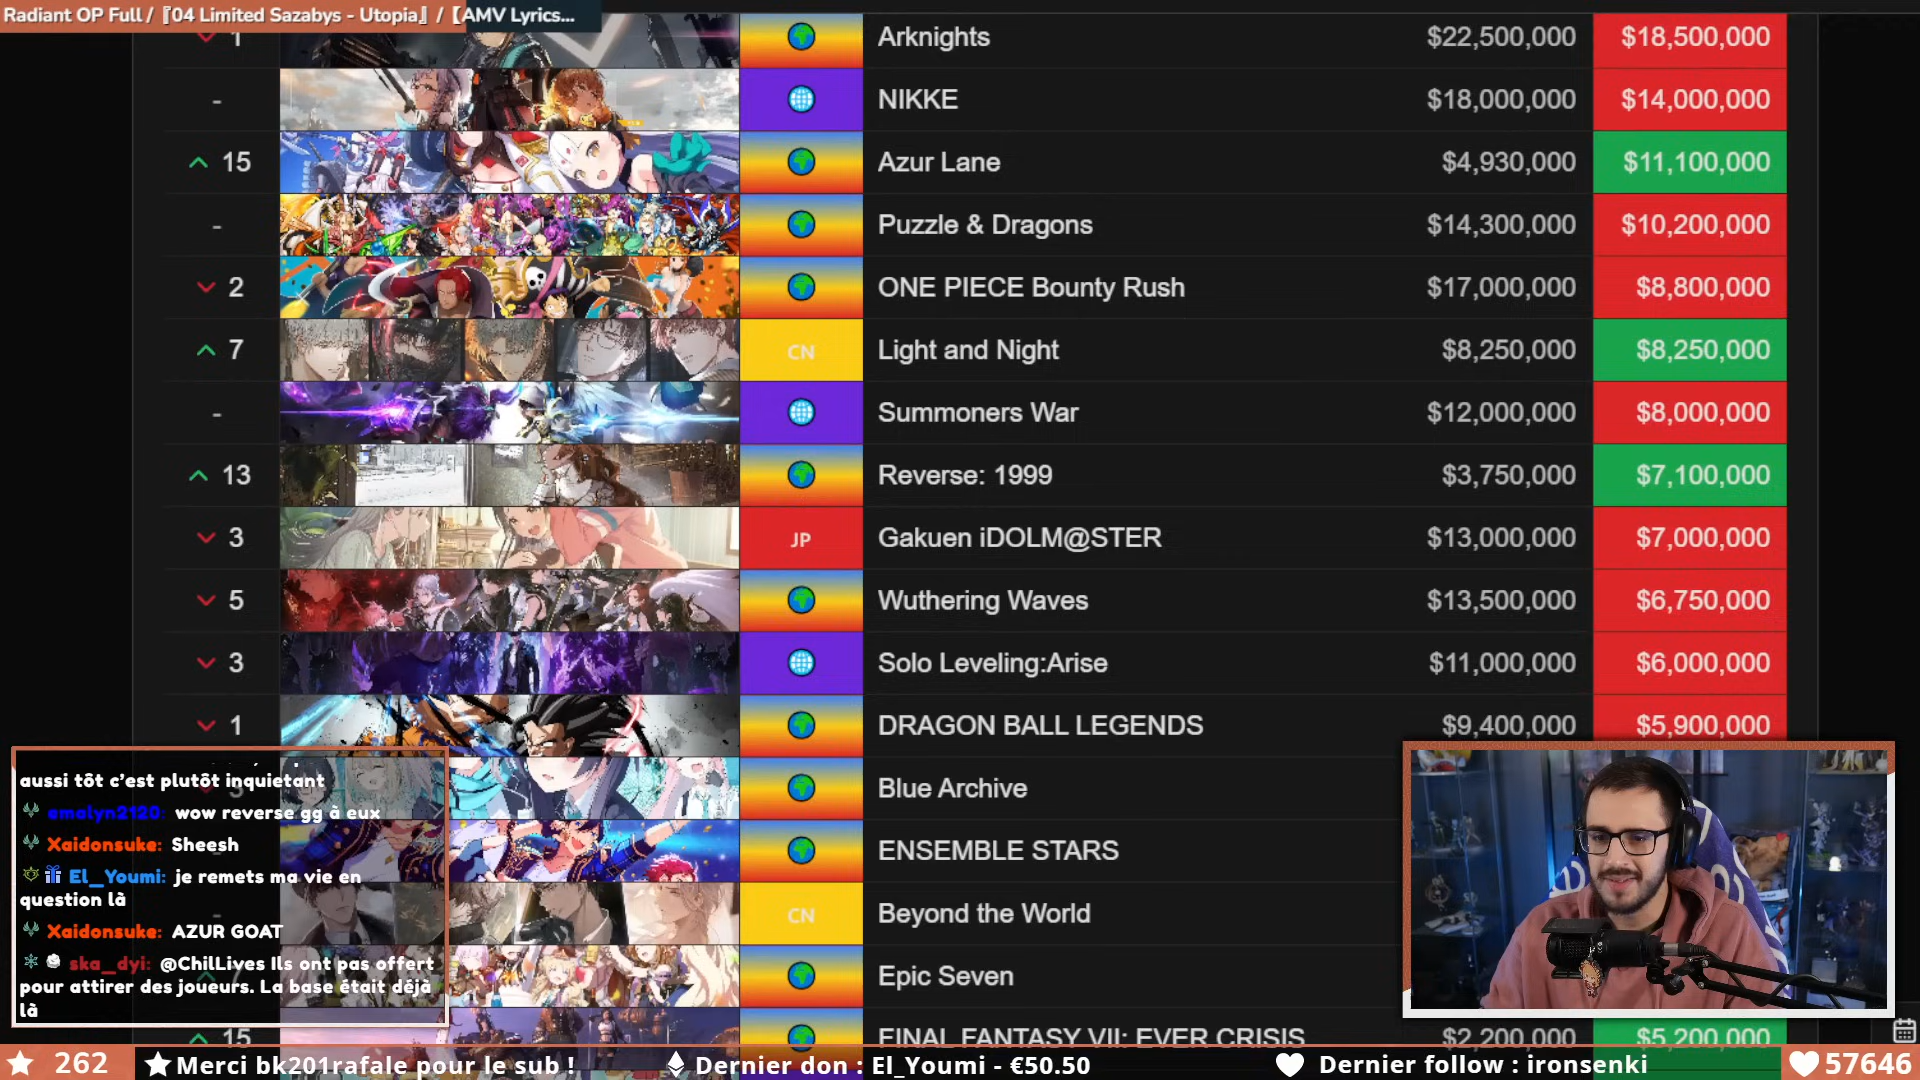 Radiant OP Full /『04 Limited Sazabys - Utopia』/【AMV Lyrics...
1 Arknights $22,500,000 $18,500,000
- NIKKE $18,000,000 $14,000,000
15 Azur Lane $4,930,000 $11,100,000
- Puzzle & Dragons $14,300,000 $10,200,000
2 ONE PIECE Bounty Rush $17,000,000 $8,800,000
7 CN Light and Night $8,250,000 $8,250,000
- Summoners War $12,000,000 $8,000,000
13 Reverse: 1999 $3,750,000 $7,100,000
3 JP Gakuen iDOLM@STER $13,000,000 $7,000,000
5 Wuthering Waves $13,500,000 $6,750,000
3 Solo Leveling:Arise $11,000,000 $6,000,000
1 DRAGON BALL LEGENDS $9,400,000 $5,900,000
Blue Archive
ENSEMBLE STARS
CN Beyond the World
Epic Seven
15 FINAL FANTASY VII: EVER CRISIS $2,200,000 $5,200,000
aussi tôt c'est plutôt inquietant
amalyn2120: wow reverse gg à eux
Xaidonsuke: Sheesh
El_Youmi: je remets ma vie en
question là
Xaidonsuke: AZUR GOAT
ska_dyi: @ChilLives Ils ont pas offert
pour attirer des joueurs. La base était déjà
là
262 Merci bk201rafale pour le sub ! Dernier don : El_Youmi - €50.50 Dernier follow : ironsenki 57646